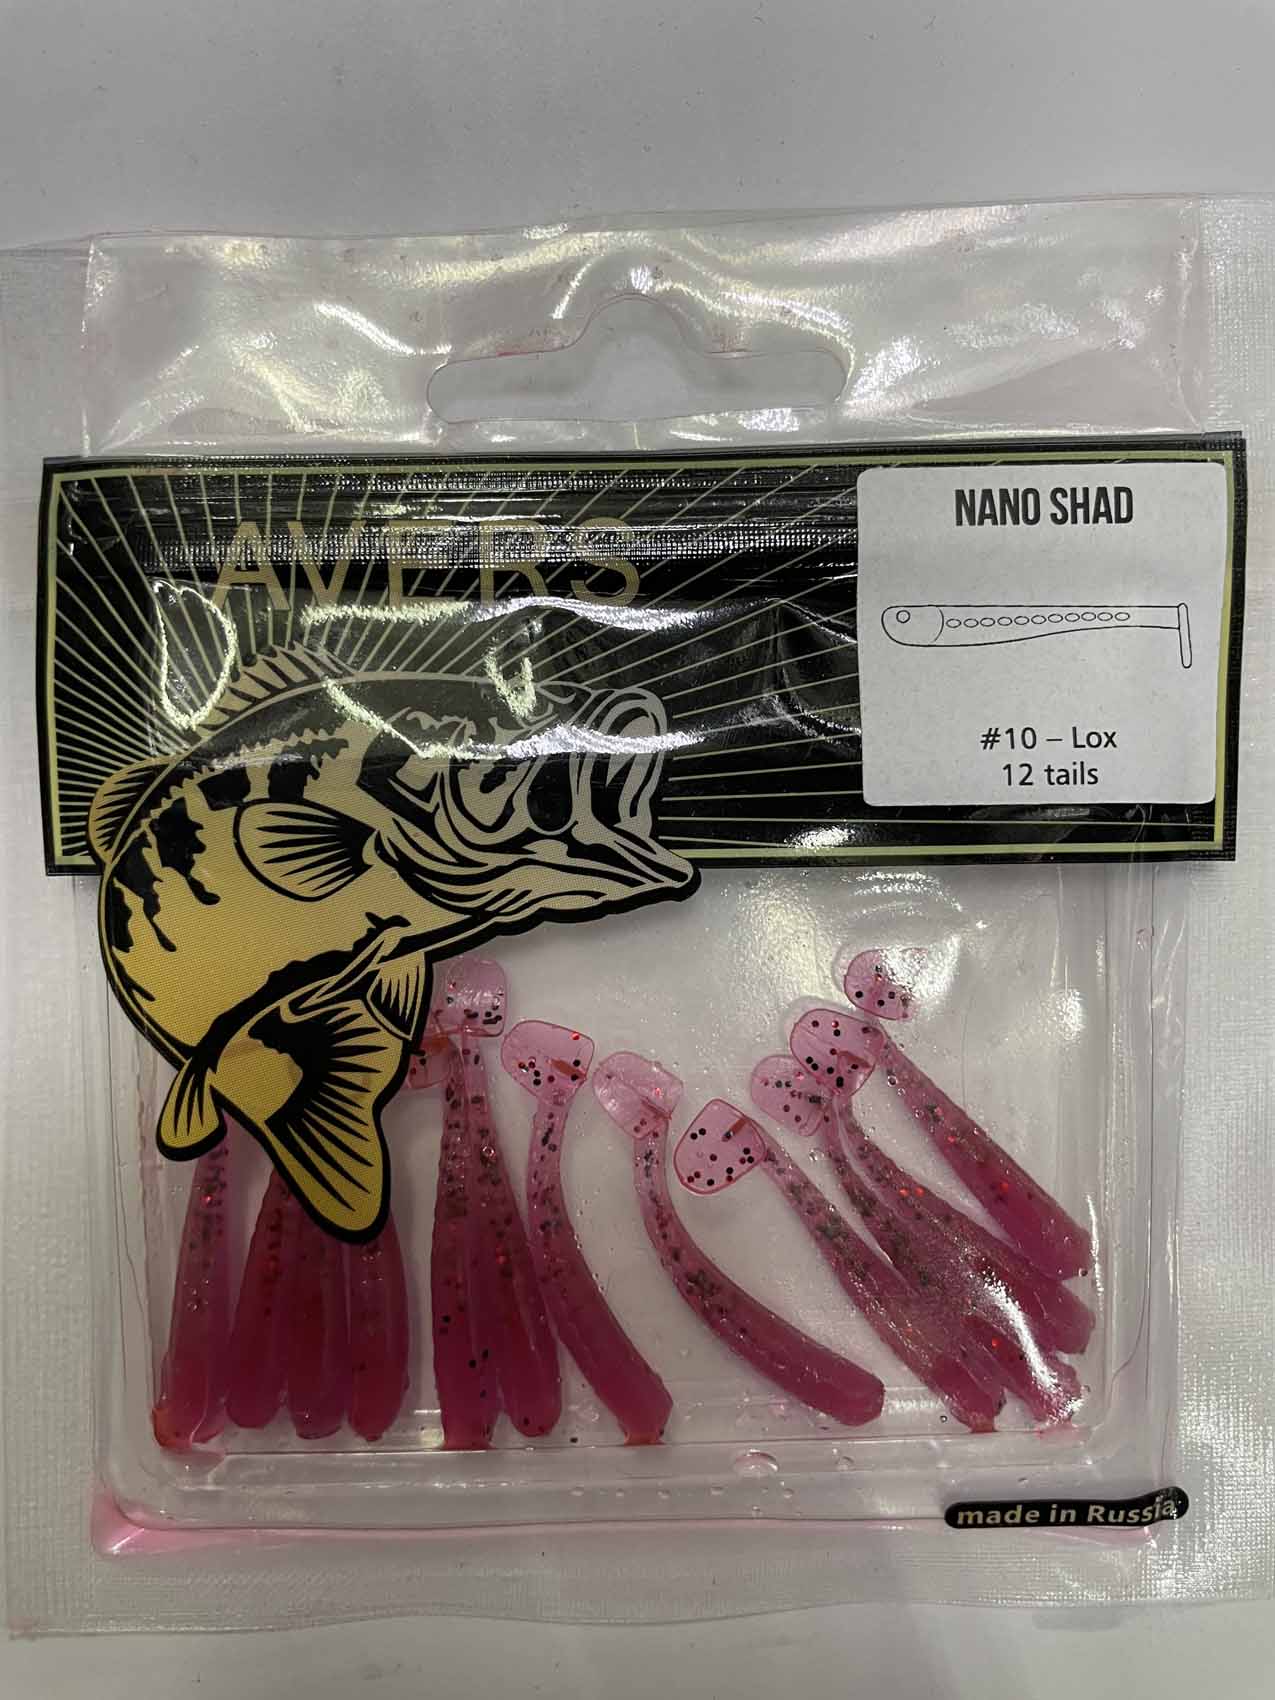 AVERS
NANO SHAD
#10 – Lox
12 tails
made in Russia